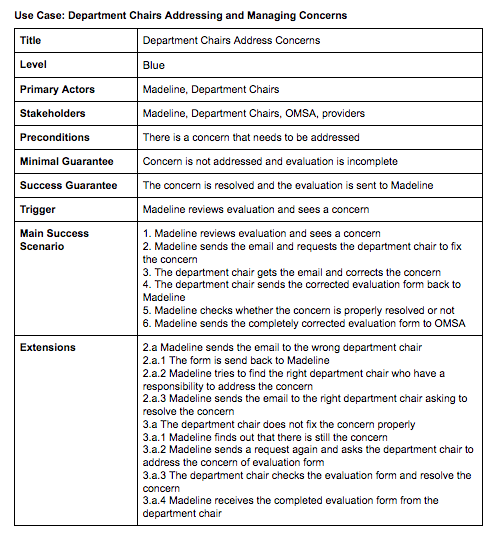 Use Case: Department Chairs Addressing and Managing Concerns
Title
Department Chairs Address Concerns
Level
Blue
Primary Actors
Madeline, Department Chairs
Stakeholders
Madeline, Department Chairs, OMSA, providers
Preconditions
There is a concern that needs to be addressed
Minimal Guarantee
Concern is not addressed and evaluation is incomplete
Success Guarantee
The concern is resolved and the evaluation is sent to Madeline
Trigger
Madeline reviews evaluation and sees a concern
Main Success
Scenario
1. Madeline reviews evaluation and sees a concern
2. Madeline sends the email and requests the department chair to fix
the concern
3. The department chair gets the email and corrects the concern
4. The department chair sends the corrected evaluation form back to
Madeline
5. Madeline checks whether the concern is properly resolved or not
6. Madeline sends the completely corrected evaluation form to OMSA
Extensions
2.a Madeline sends the email to the wrong department chair
2.a.1 The form is send back to Madeline
2.a.2 Madeline tries to find the right department chair who have a
responsibility to address the concern
2.a.3 Madeline sends the email to the right department chair asking to
resolve the concern
3.a The department chair does not fix the concern properly
3.a.1 Madeline finds out that there is still the concern
3.a.2 Madeline sends a request again and asks the department chair to
address the concern of evaluation form
3.a.3 The department chair checks the evaluation form and resolve the
concern
3.a.4 Madeline receives the completed evaluation form from the
department chair